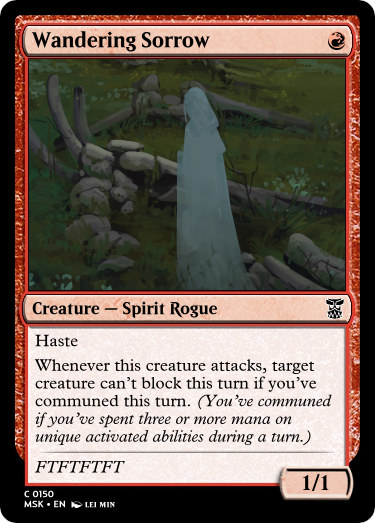 Wandering Sorrow
Creature — Spirit Rogue
Haste
Whenever this creature attacks, target
creature can't block this turn if you've
communed this turn. (You've communed
if you've spent three or more mana on
unique activated abilities during a turn.)
FTFTFTFT
1/1
C 0150
MSK • EN LEI MIN